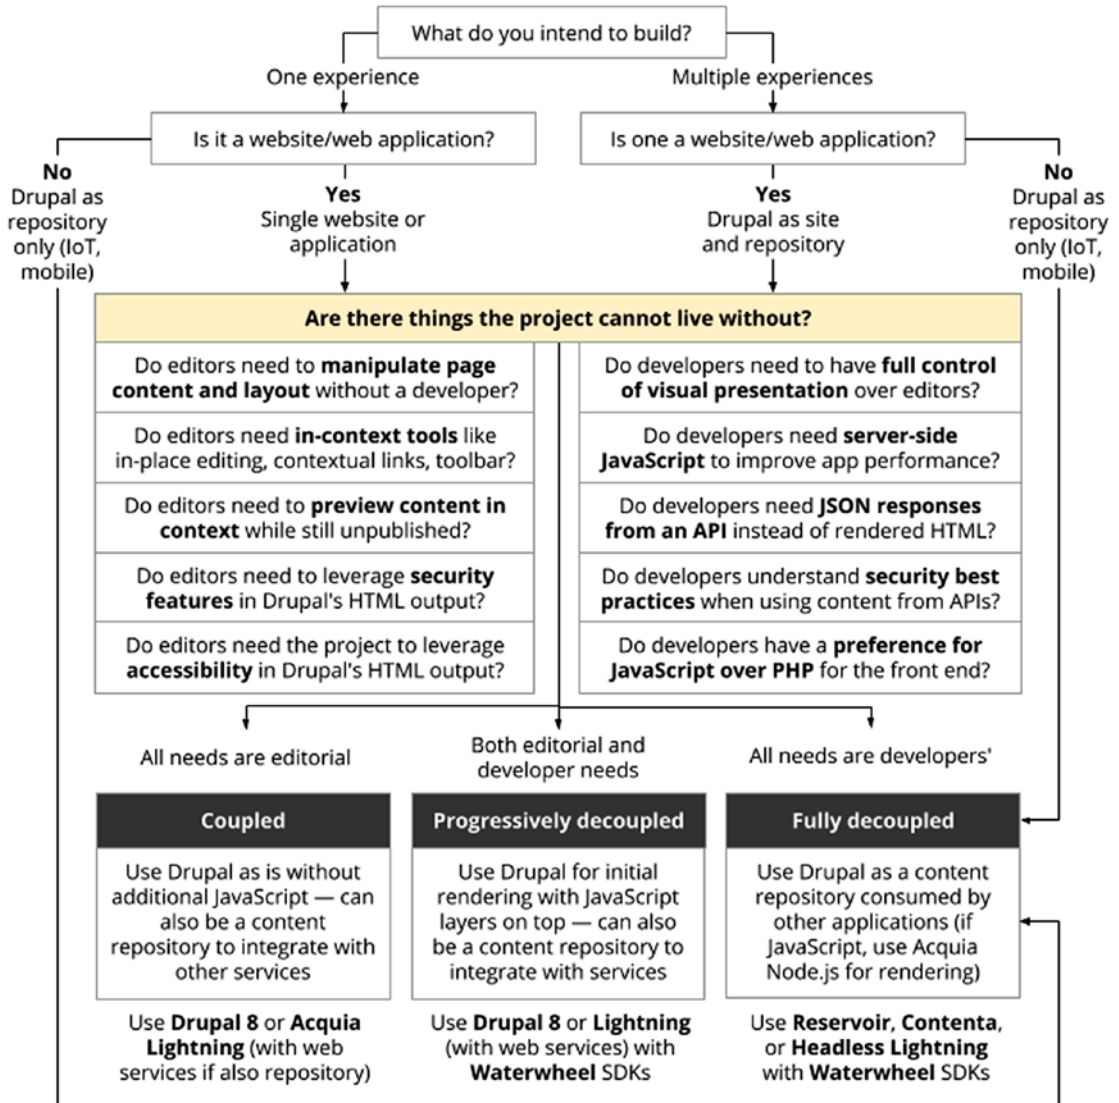 What do you intend to build?
One experience
Multiple experiences
Is it a website/web application?
Is one a website/web application?
No
Drupal as
repository
only (IoT,
mobile)
Yes
Single website or
application
Yes
Drupal as site
and repository
No
Drupal as
repository
only (IoT,
mobile)
Are there things the project cannot live without?
Do editors need to manipulate page
content and layout without a developer?
Do editors need in-context tools like
in-place editing, contextual links, toolbar?
Do editors need to preview content in
context while still unpublished?
Do editors need to leverage security
features in Drupal's HTML output?
Do editors need the project to leverage
accessibility in Drupal's HTML output?
Do developers need to have full control
of visual presentation over editors?
Do developers need server-side
JavaScript to improve app performance?
Do developers need JSON responses
from an API instead of rendered HTML?
Do developers understand security best
practices when using content from APIs?
Do developers have a preference for
JavaScript over PHP for the front end?
All needs are editorial
Both editorial and
developer needs
All needs are developers'
Coupled
Use Drupal as is without
additional JavaScript — can
also be a content
repository to integrate with
other services
Use Drupal 8 or Acquia
Lightning (with web
services if also repository)
Progressively decoupled
Use Drupal for initial
rendering with JavaScript
layers on top — can also
be a content repository to
integrate with services
Use Drupal 8 or Lightning
(with web services) with
Waterwheel SDKs
Fully decoupled
Use Drupal as a content
repository consumed by
other applications (if
JavaScript, use Acquia
Node.js for rendering)
Use Reservoir, Contenta,
or Headless Lightning
with Waterwheel SDKs